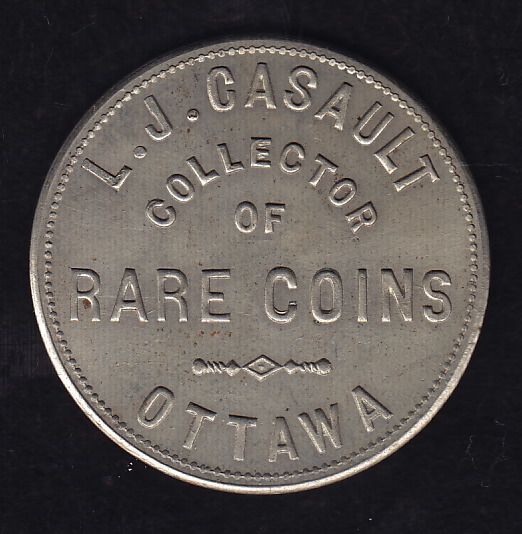 L.J. CASAULT
COLLECTOR
OF
RARE COINS
OTTAWA